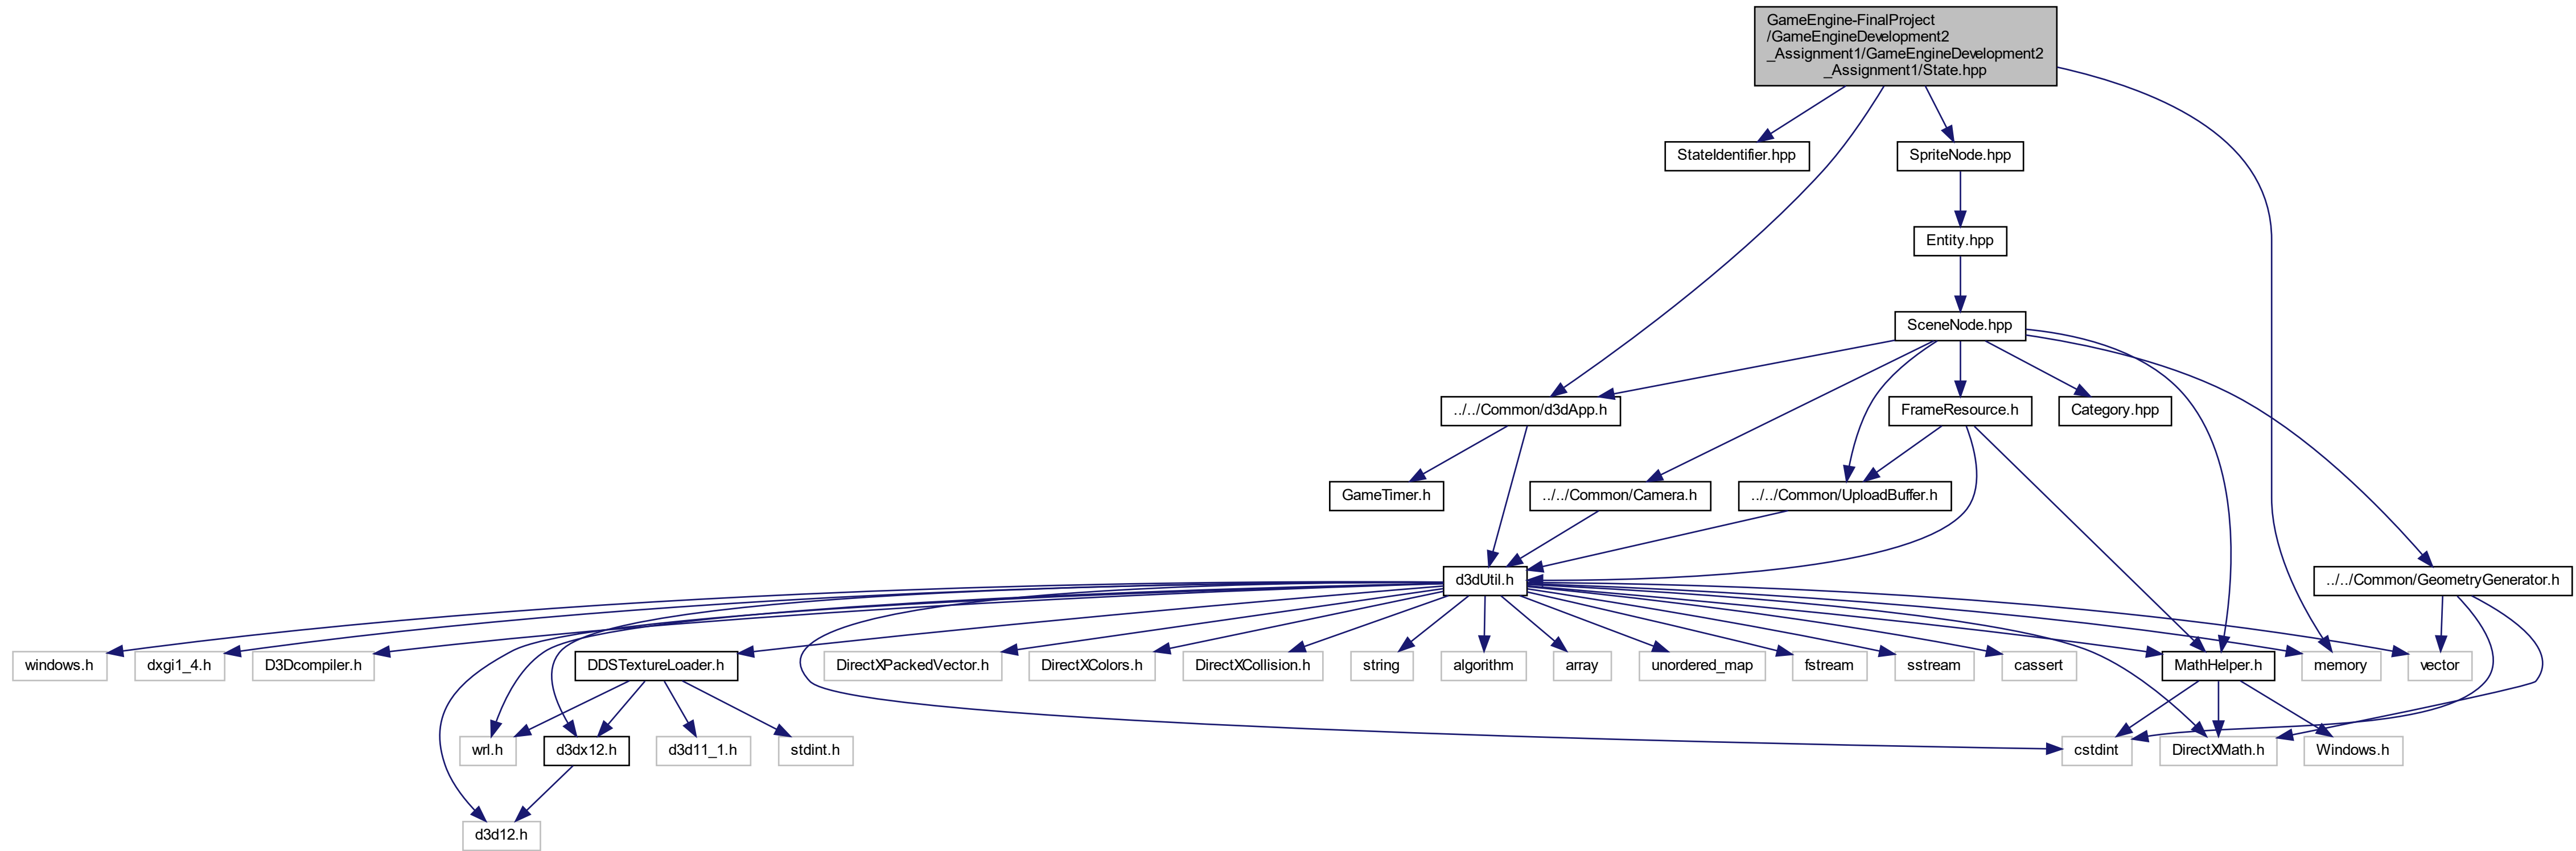 GameEngine-FinalProject
/GameEngineDevelopment2
_Assignment1/GameEngineDevelopment2
_Assignment1/State.hpp
StateIdentifier.hpp
SpriteNode.hpp
Entity.hpp
SceneNode.hpp
../../Common/d3dApp.h
FrameResource.h
Category.hpp
GameTimer.h
../../Common/Camera.h
../../Common/UploadBuffer.h
d3dUtil.h
../../Common/GeometryGenerator.h
windows.h
dxgi1_4.h
D3Dcompiler.h
DDSTextureLoader.h
DirectXPackedVector.h
DirectXColors.h
DirectXCollision.h
string
algorithm
array
unordered_map
fstream
sstream
cassert
MathHelper.h
memory
vector
wrl.h
d3dx12.h
d3d11_1.h
stdint.h
cstdint
DirectXMath.h
Windows.h
d3d12.h